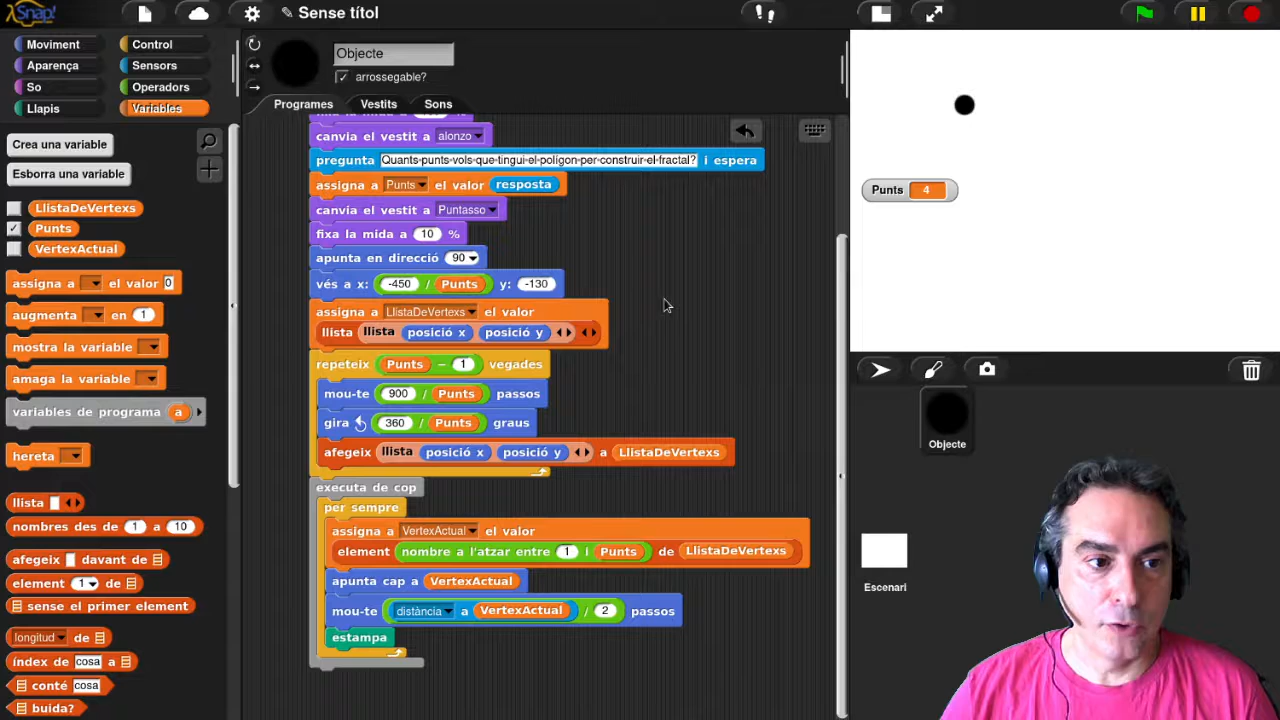 Snap!
Sense títol
Moviment
Control
Aparença
Sensors
So
Operadors
Llapis
Variables
Objecte
arrossegable?
Programes
Vestits
Sons
Crea una variable
Esborra una variable
LlistaDeVertexs
Punts
VertexActual
assigna a el valor 0
augmenta en 1
mostra la variable
amaga la variable
variables de programa a
hereta
llista
nombres des de 1 a 10
afegeix davant de
element 1 de
sense el primer element
longitud de
índex de cosa a
conté cosa
buida?
canvia el vestit a alonzo
pregunta Quants-punts-vols-que-tingui-el-poligon-per-construir-el-fractal? i espera
assigna a Punts el valor resposta
canvia el vestit a Puntasso
fixa la mida a 10 %
apunta en direcció 90
vés a x: -450 / Punts y: -130
assigna a LlistaDeVertexs el valor
llista llista posició x posició y
repeteix Punts − 1 vegades
mou-te 900 / Punts passos
gira 360 / Punts graus
afegeix llista posició x posició y a LlistaDeVertexs
executa de cop
per sempre
assigna a VertexActual el valor
element nombre a l'atzar entre 1 i Punts de LlistaDeVertexs
apunta cap a VertexActual
mou-te distància a VertexActual / 2 passos
estampa
Punts 4
Objecte
Escenari